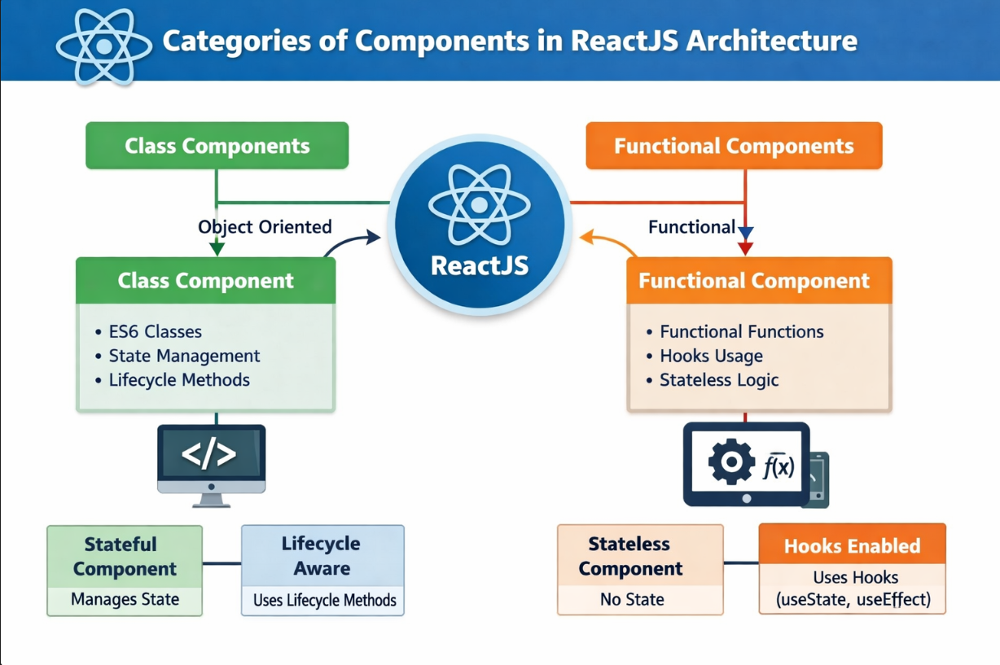 Categories of Components in ReactJS Architecture
Class Components
Functional Components
Object Oriented
Functional
ReactJS
Class Component
• ES6 Classes
• State Management
• Lifecycle Methods
Functional Component
• Functional Functions
• Hooks Usage
• Stateless Logic
</>
f(x)
Stateful
Component
Manages State
Lifecycle
Aware
Uses Lifecycle Methods
Stateless
Component
No State
Hooks Enabled
Uses Hooks
(useState, useEffect)